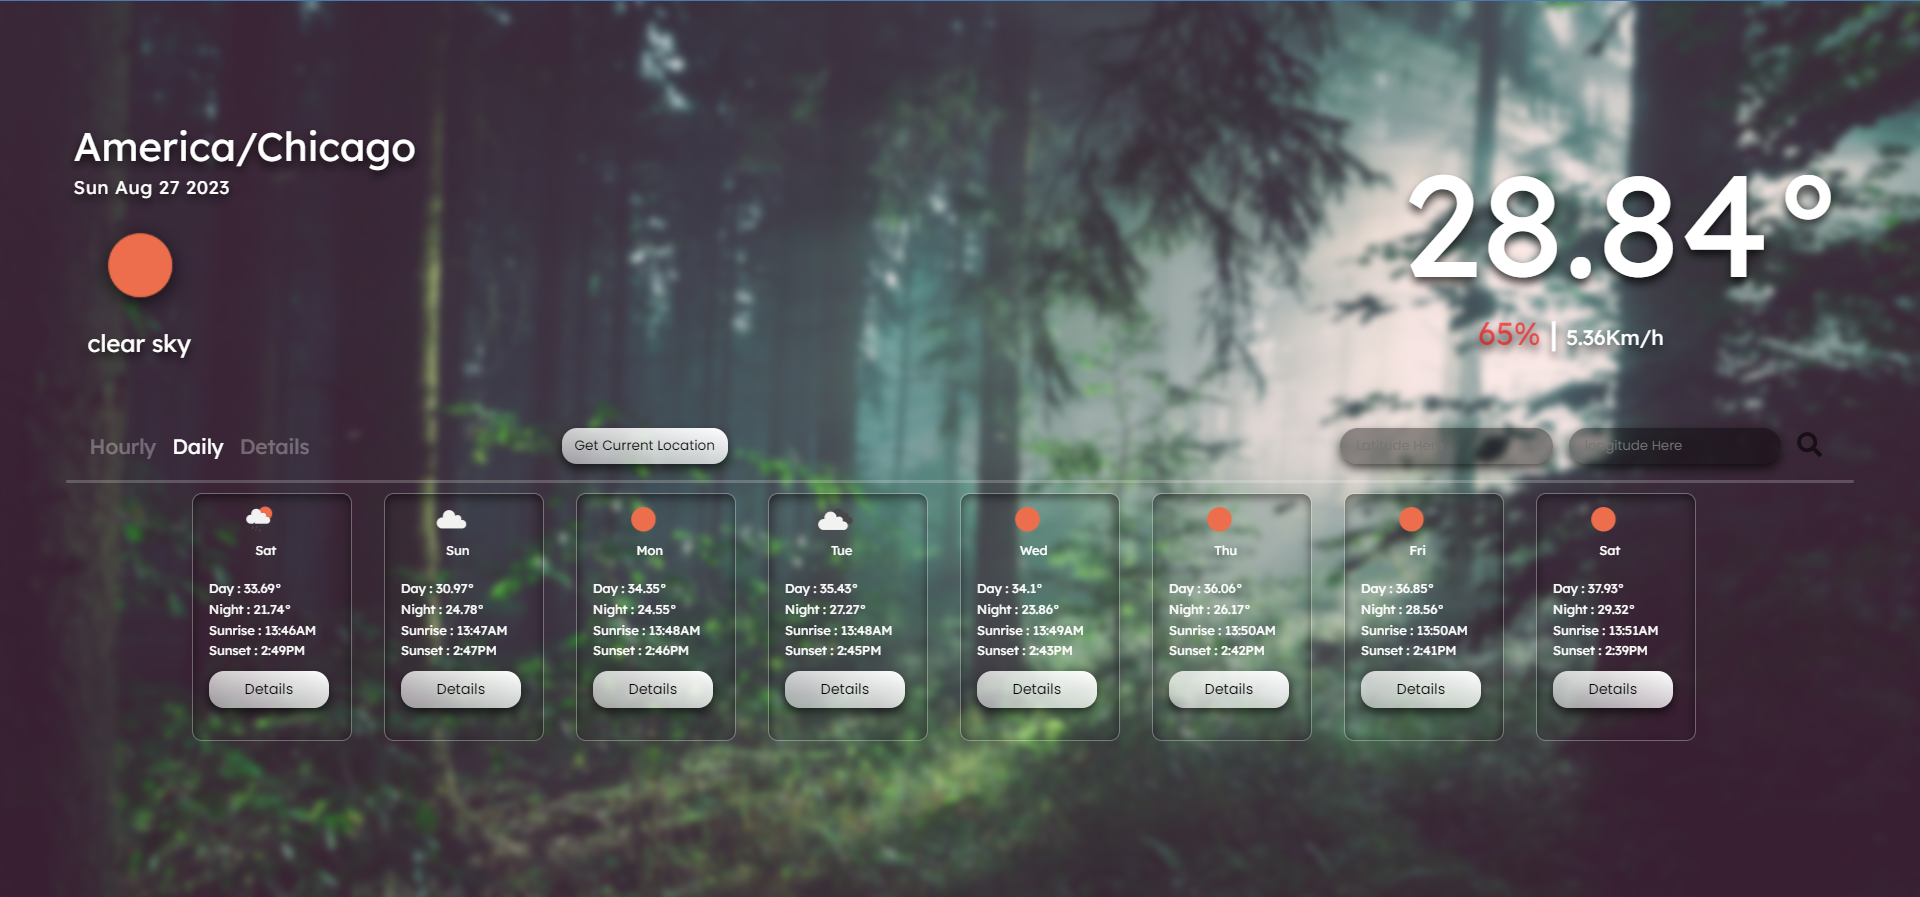 America/Chicago
Sun Aug 27 2023
clear sky
28.84°
65% | 5.36Km/h
Hourly Daily Details
Get Current Location
Latitude Here
longitude Here
Sat
Day : 33.69°
Night : 21.74°
Sunrise : 13:46AM
Sunset : 2:49PM
Details
Sun
Day : 30.97°
Night : 24.78°
Sunrise : 13:47AM
Sunset : 2:47PM
Details
Mon
Day : 34.35°
Night : 24.55°
Sunrise : 13:48AM
Sunset : 2:46PM
Details
Tue
Day : 35.43°
Night : 27.27°
Sunrise : 13:48AM
Sunset : 2:45PM
Details
Wed
Day : 34.1°
Night : 23.86°
Sunrise : 13:49AM
Sunset : 2:43PM
Details
Thu
Day : 36.06°
Night : 26.17°
Sunrise : 13:50AM
Sunset : 2:42PM
Details
Fri
Day : 36.85°
Night : 28.56°
Sunrise : 13:50AM
Sunset : 2:41PM
Details
Sat
Day : 37.93°
Night : 29.32°
Sunrise : 13:51AM
Sunset : 2:39PM
Details